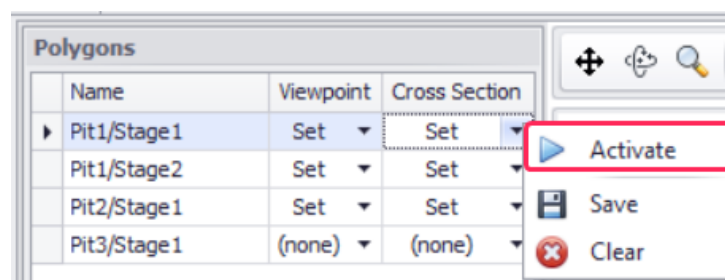 Polygons
Name Viewpoint Cross Section
Pit1/Stage1 Set Set
Activate
Pit1/Stage2 Set Set
Pit2/Stage1 Set Set
Save
Pit3/Stage1 (none) (none)
Clear